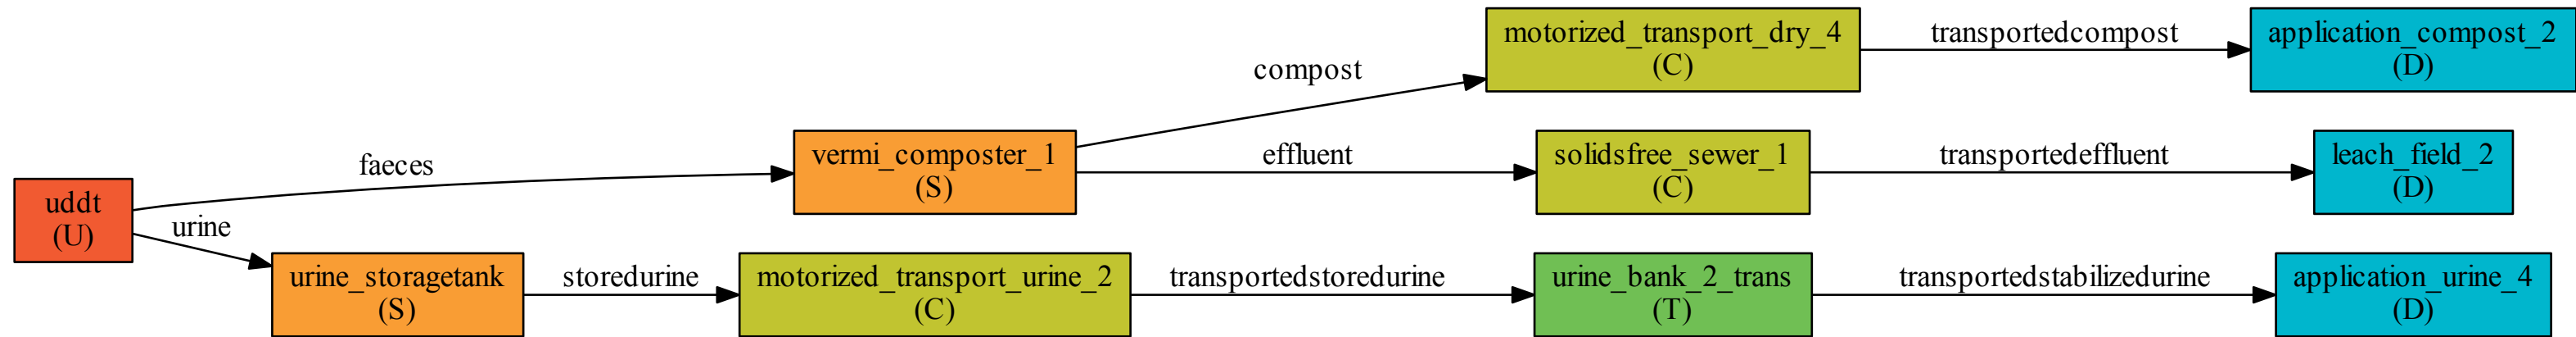 motorized_transport_dry_4
(C)
transportedcompost
application_compost_2
(D)
compost
faeces
vermi_composter_1
(S)
effluent
solidsfree_sewer_1
(C)
transportedeffluent
leach_field_2
(D)
uddt
(U)
urine
urine_storagetank
(S)
storedurine
motorized_transport_urine_2
(C)
transportedstoredurine
urine_bank_2_trans
(T)
transportedstabilizedurine
application_urine_4
(D)